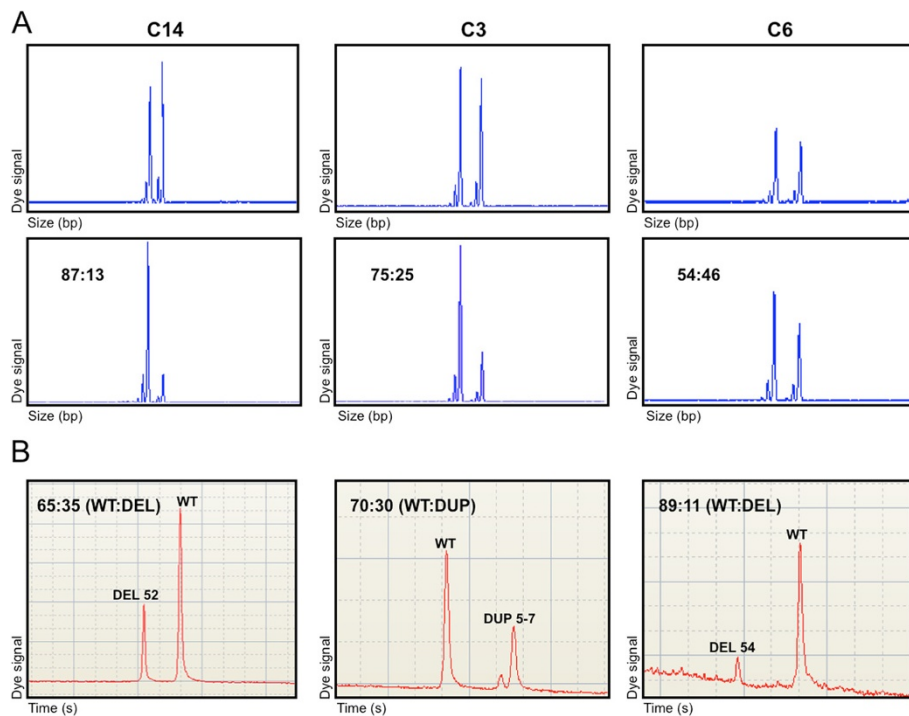 A
C14
C3
C6
Dye signal
Size (bp)
Dye signal
Size (bp)
Dye signal
Size (bp)
87:13
Dye signal
Size (bp)
75:25
Dye signal
Size (bp)
54:46
Dye signal
Size (bp)
B
65:35 (WT:DEL)
WT
DEL 52
Dye signal
Time (s)
70:30 (WT:DUP)
WT
DUP 5-7
Dye signal
Time (s)
89:11 (WT:DEL)
WT
DEL 54
Dye signal
Time (s)